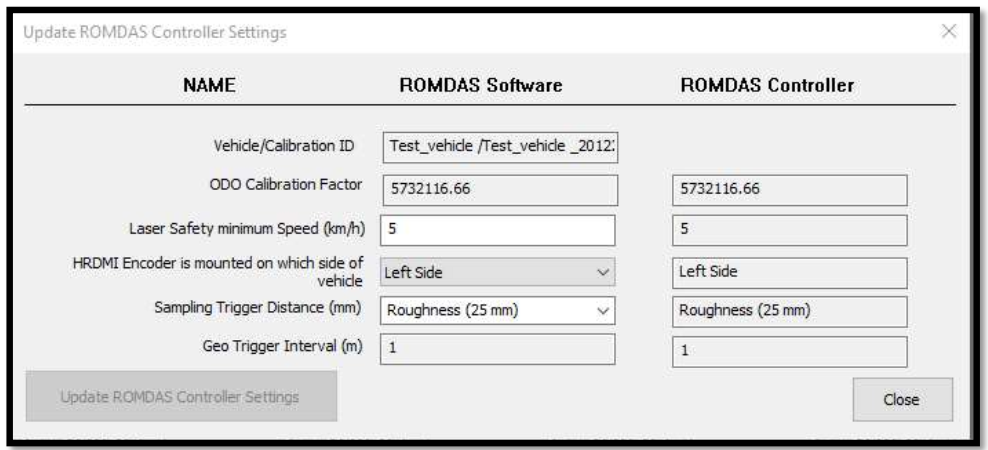 Update ROMDAS Controller Settings
NAME ROMDAS Software ROMDAS Controller
Vehicle/Calibration ID Test_vehicle /Test_vehicle _2012
ODO Calibration Factor 5732116.66 5732116.66
Laser Safety minimum Speed (km/h) 5 5
HRDMI Encoder is mounted on which side of
vehicle Left Side Left Side
Sampling Trigger Distance (mm) Roughness (25 mm) Roughness (25 mm)
Geo Trigger Interval (m) 1 1
Update ROMDAS Controller Settings Close